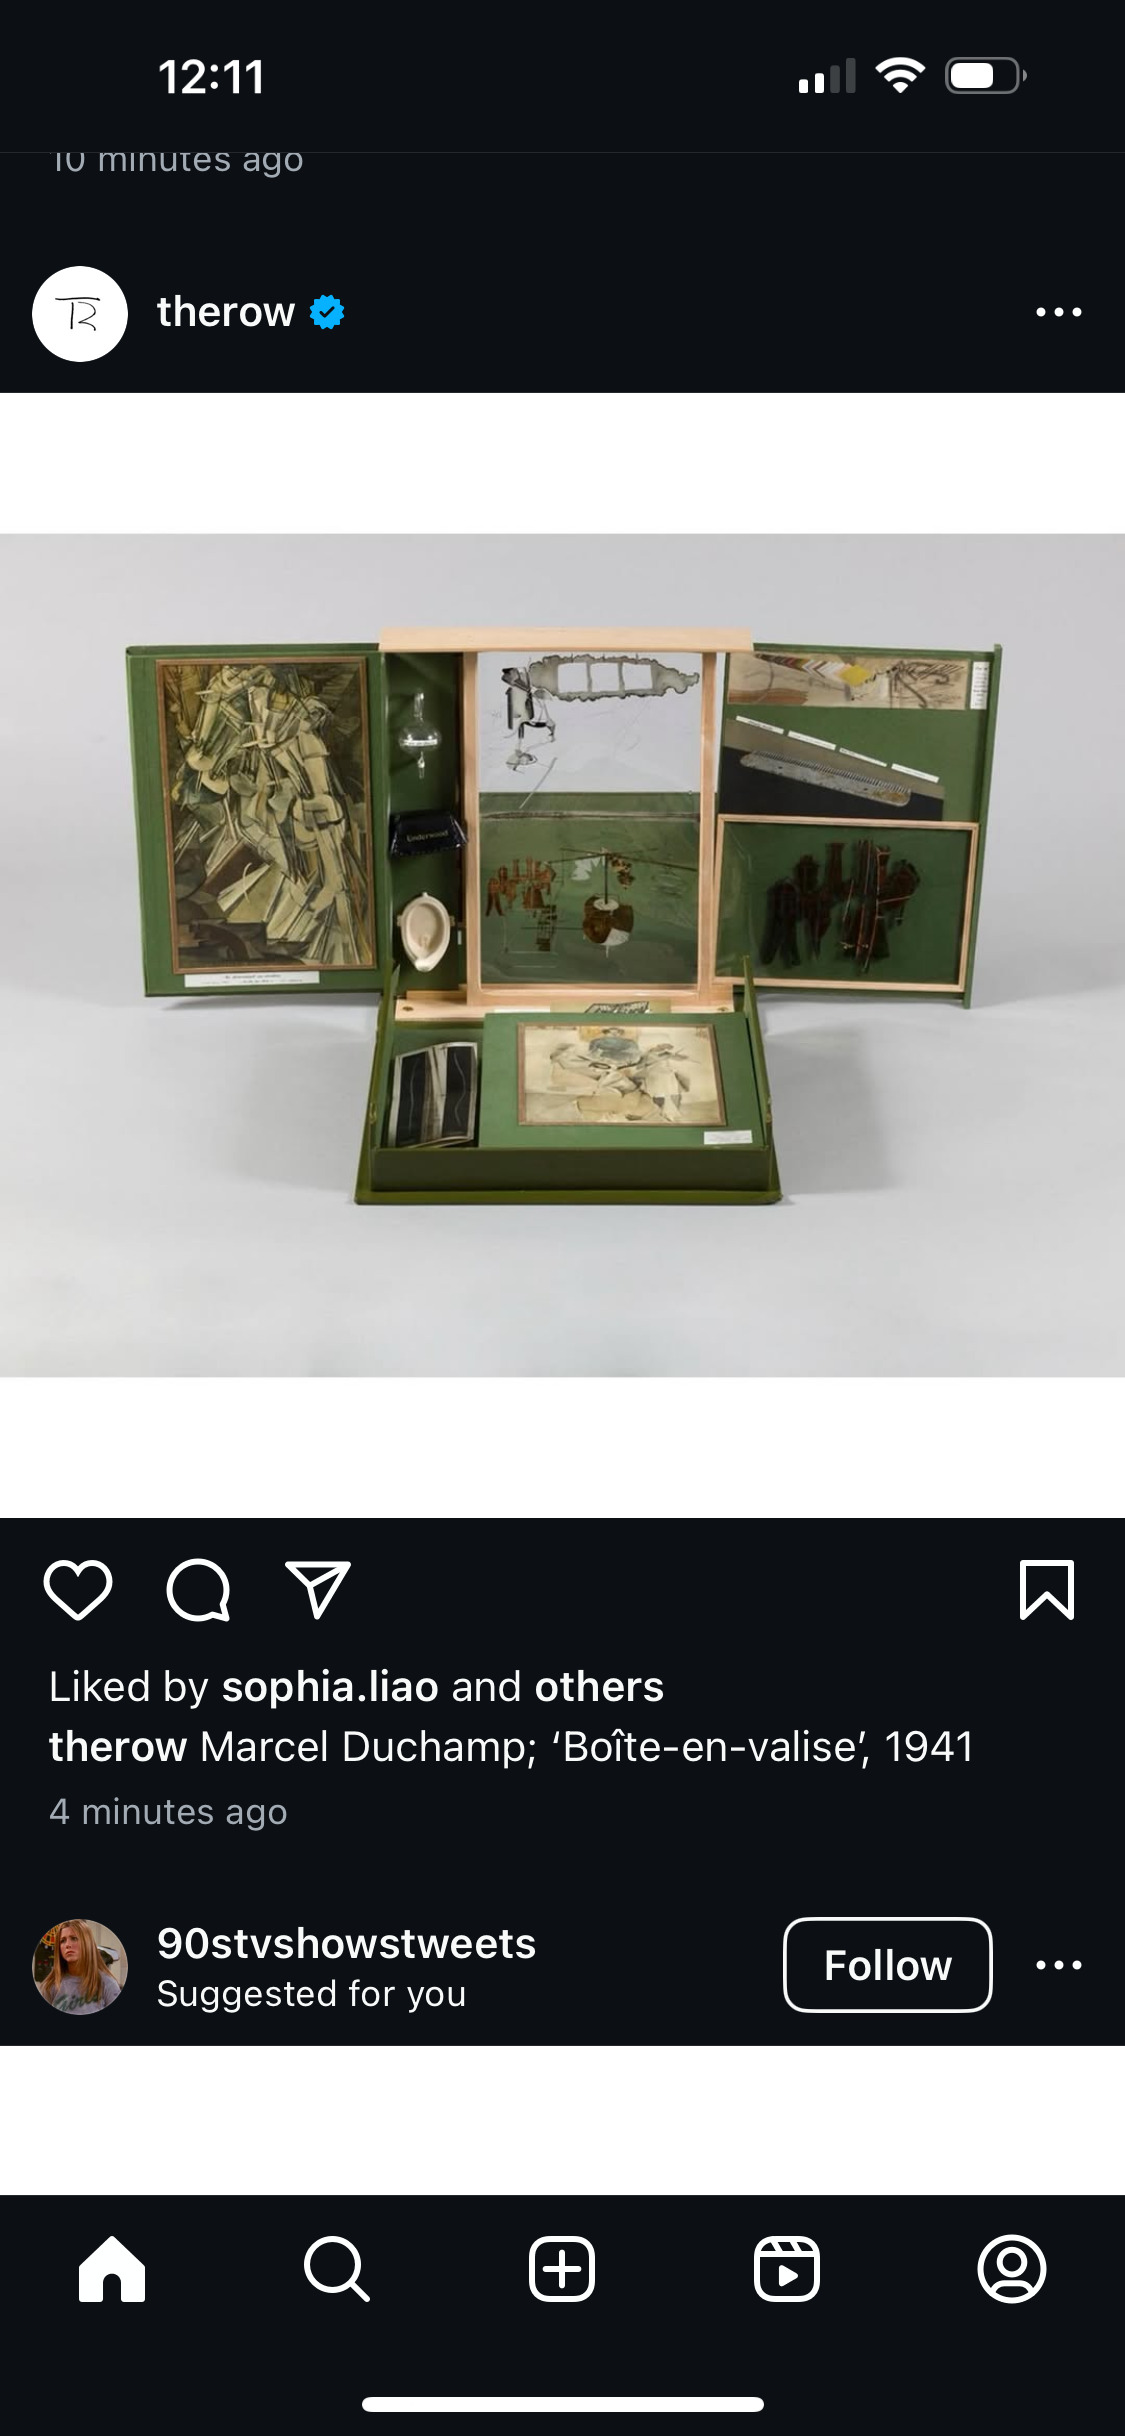 12:11
10 minutes ago
therow
Underwood
Liked by sophia.liao and others
therow Marcel Duchamp; ‘Boîte-en-valise’, 1941
4 minutes ago
90stvshowstweets
Suggested for you
Follow